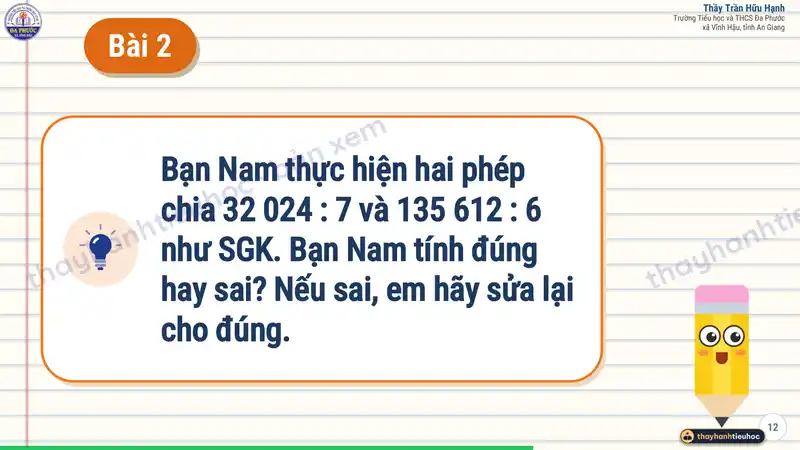 Thầy Trần Hữu Hạnh
Trường Tiểu học và THCS Đa Phước
xã Vĩnh Hậu, tỉnh An Giang
ĐA PHƯỚC
Bài 2
Bạn Nam thực hiện hai phép
chia 32 024 : 7 và 135 612 : 6
như SGK. Bạn Nam tính đúng
hay sai? Nếu sai, em hãy sửa lại
cho đúng.
thayhanhtieuhoc
12